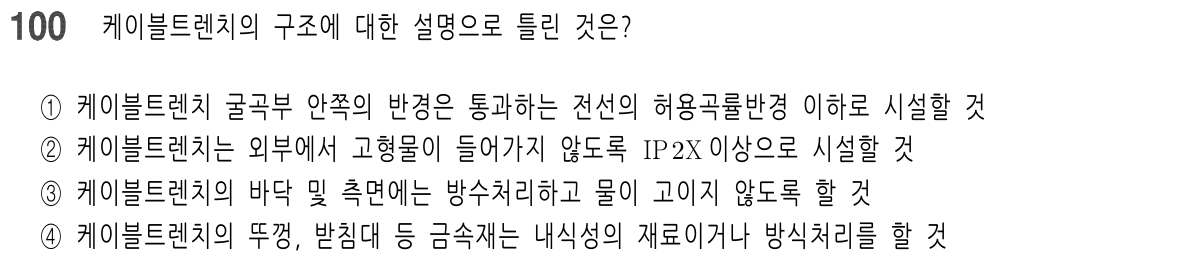 100 케이블트렌치의 구조에 대한 설명으로 틀린 것은?
① 케이블트렌치 굴곡부 안쪽의 반경은 통과하는 전선의 허용곡률반경 이하로 시설할 것
② 케이블트렌치는 외부에서 고형물이 들어가지 않도록 IP2X 이상으로 시설할 것
③ 케이블트렌치의 바닥 및 측면에는 방수처리하고 물이 고이지 않도록 할 것
④ 케이블트렌치의 뚜껑, 받침대 등 금속재는 내식성의 재료이거나 방식처리를 할 것